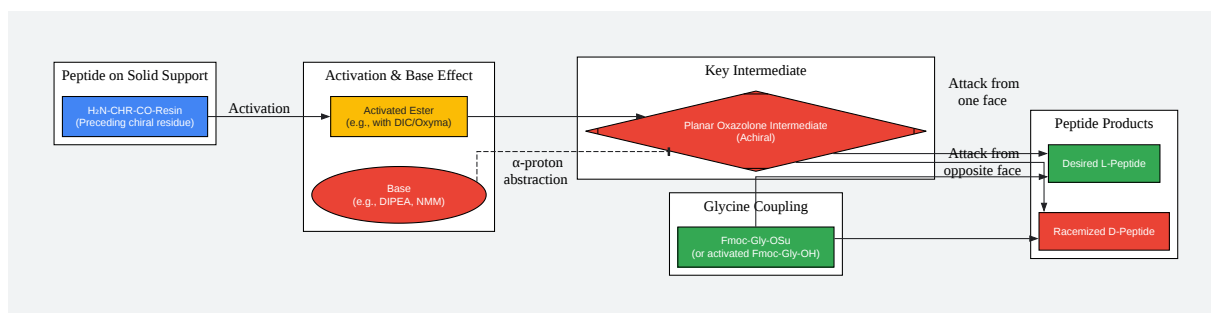 Peptide on Solid Support
H₂N-CHR-CO-Resin
(Preceding chiral residue)
Activation
Activation & Base Effect
Activated Ester
(e.g., with DIC/Oxyma)
Base
(e.g., DIPEA, NMM)
α-proton
abstraction
Key Intermediate
Planar Oxazolone Intermediate
(Achiral)
Glycine Coupling
Fmoc-Gly-OSu
(or activated Fmoc-Gly-OH)
Attack from
one face
Attack from
opposite face
Peptide Products
Desired L-Peptide
Racemized D-Peptide